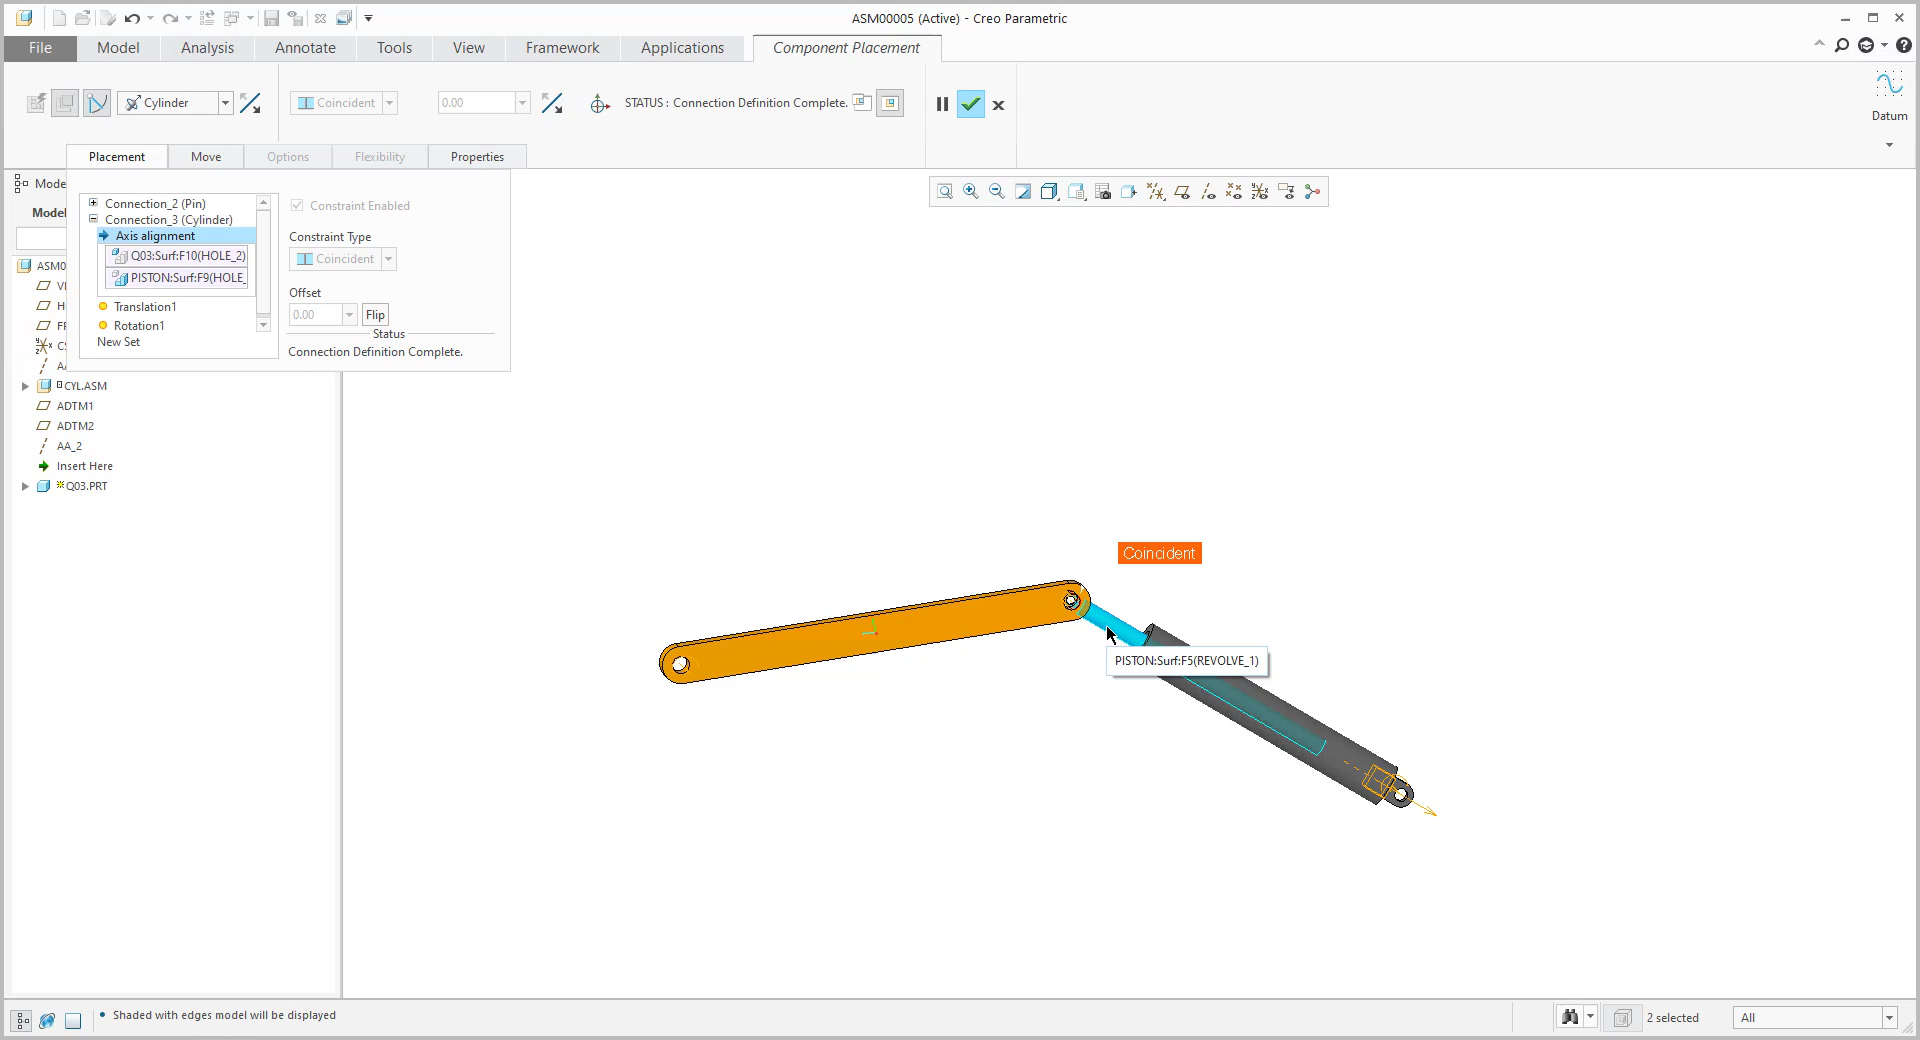 ASM00005 (Active) - Creo Parametric
File Model Analysis Annotate Tools View Framework Applications Component Placement
Cylinder
Coincident
0.00
STATUS : Connection Definition Complete.
Datum
Placement Move Options Flexibility Properties
Mode
Model
Connection_2 (Pin)
Connection_3 (Cylinder)
Axis alignment
Q03:Surf:F10(HOLE_2)
PISTON:Surf:F9(HOLE_
Translation1
Rotation1
New Set
Constraint Enabled
Constraint Type
Coincident
Offset
0.00
Flip
Status
Connection Definition Complete.
ASM0
CYL.ASM
ADTM1
ADTM2
AA_2
Insert Here
Q03.PRT
Coincident
PISTON:Surf:F5(REVOLVE_1)
Shaded with edges model will be displayed
2 selected
All